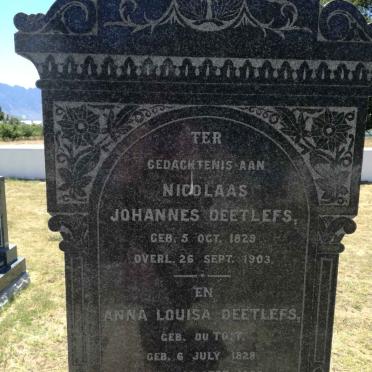 TER
GEDACHTENIS AAN
NICOLAAS
JOHANNES DEETLEFS,
GEB. 5 OCT. 1829
OVERL. 26 SEPT. 1903.
EN
ANNA LOUISA DEETLEFS,
GEB. DU TOIT.
GEB. 6 JULY 1828